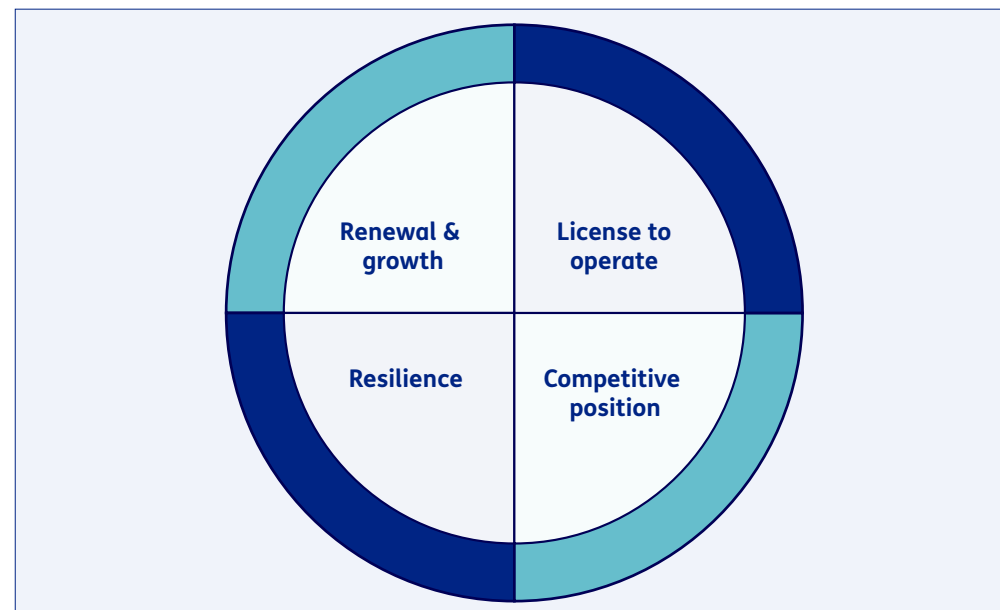 Renewal &
growth
License to
operate
Resilience
Competitive
position